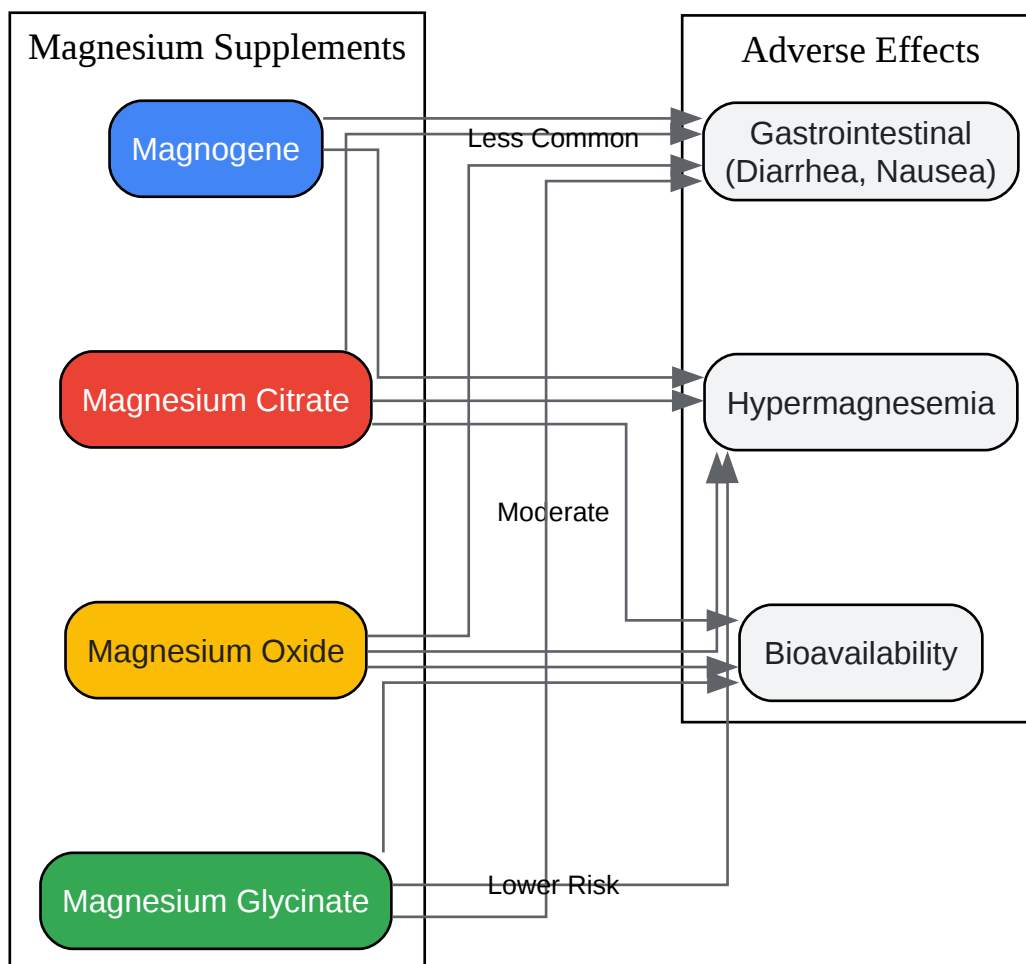 Magnesium Supplements
Adverse Effects
Magnogene
Less Common
Gastrointestinal
(Diarrhea, Nausea)
Magnesium Citrate
Hypermagnesemia
Moderate
Magnesium Oxide
Bioavailability
Magnesium Glycinate
Lower Risk